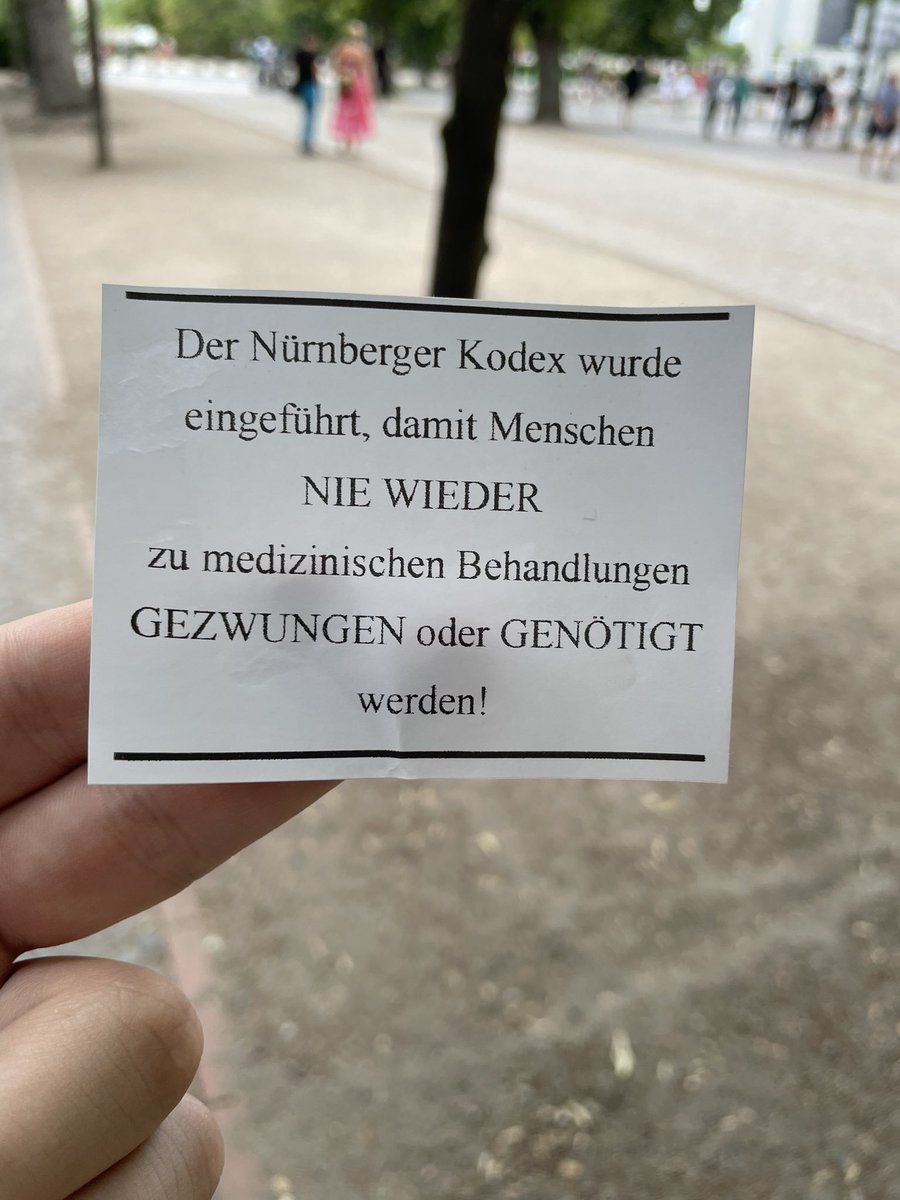 Der Nürnberger Kodex wurde
eingeführt, damit Menschen
NIE WIEDER
zu medizinischen Behandlungen
GEZWUNGEN oder GENÖTIGT
werden!